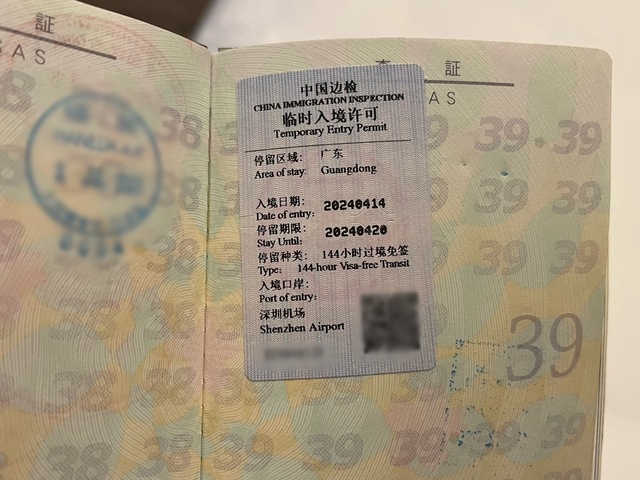 証
SAS
査 証
SAS
中国边检
CHINA IMMIGRATION INSPECTION
临时入境许可
Temporary Entry Permit
停留区域： 广东
Area of stay: Guangdong
入境日期： 20240414
Date of entry:
停留期限： 20240420
Stay Until:
停留种类： 144小时过境免签
Type: 144-hour Visa-free Transit
入境口岸：
Port of entry:
深圳机场
Shenzhen Airport
38
39